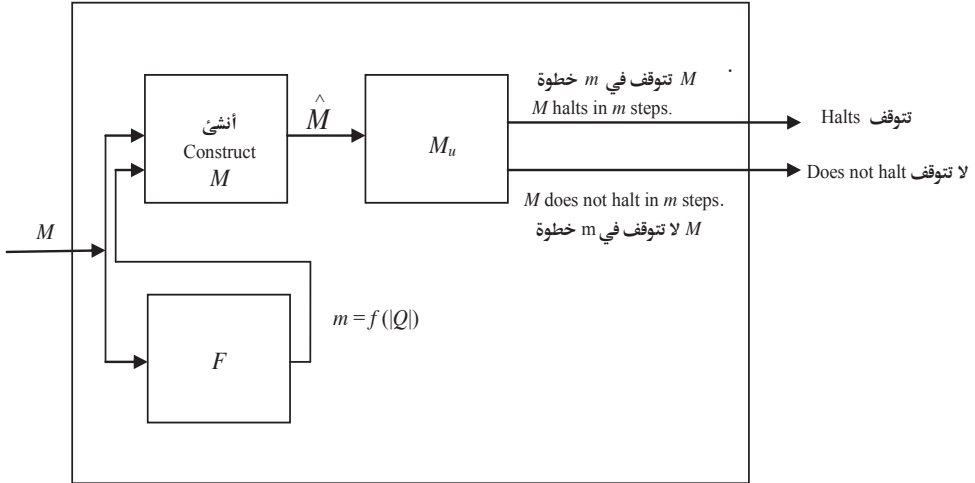 M تتوقف في m خطوة
M halts in m steps.
Halts تتوقف
أنشئ
Construct
M
M̂
Mᵤ
Does not halt لا تتوقف
M does not halt in m steps.
M لا تتوقف في m خطوة
M
m = f (|Q|)
F